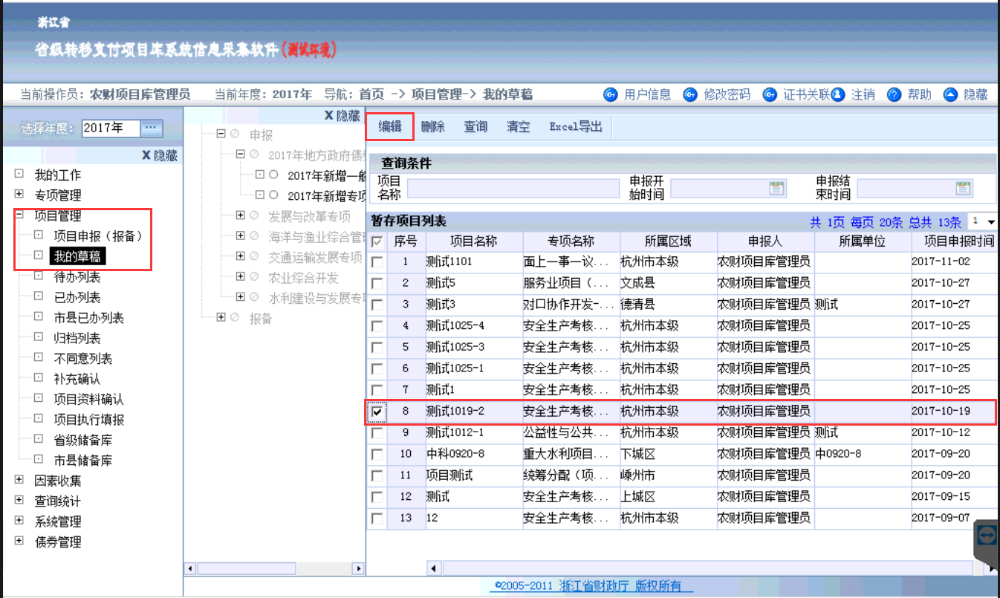 浙江省
省级转移支付项目库系统信息采集软件(测试环境)
当前操作员: 农财项目库管理员 当前年度: 2017年 导航: 首页 -> 项目管理-> 我的草稿 用户信息 修改密码 证书关联 注销 帮助 隐藏
选择年度: 2017年 ...
X 隐藏
我的工作
专项管理
项目管理
项目申报（报备）
我的草稿
待办列表
已办列表
市县已办列表
归档列表
不同意列表
补充确认
项目资料确认
项目执行填报
省级储备库
市县储备库
因素收集
查询统计
系统管理
债券管理
X 隐藏
申报
2017年地方政府债
2017年新增一般
2017年新增专项
发展与改革专项
海洋与渔业综合管
交通运输发展专项
农业综合开发
水利建设与发展专
报备
编辑 删除 查询 清空 Excel导出
查询条件
项目名称 申报开始时间 申报结束时间
暂存项目列表 共 1页 每页 20条 总共 13条 1
序号 项目名称 专项名称 所属区域 申报人 所属单位 项目申报时间
1 测试1101 面上一事一议... 杭州市本级 农财项目库管理员 2017-11-02
2 测试5 服务业项目（... 文成县 农财项目库管理员 2017-10-27
3 测试3 对口协作开发-... 德清县 农财项目库管理员 测试 2017-10-27
4 测试1025-4 安全生产考核... 杭州市本级 农财项目库管理员 2017-10-25
5 测试1025-3 安全生产考核... 杭州市本级 农财项目库管理员 2017-10-25
6 测试1025-1 安全生产考核... 杭州市本级 农财项目库管理员 2017-10-25
7 测试1 安全生产考核... 杭州市本级 农财项目库管理员 2017-10-25
8 测试1019-2 安全生产考核... 杭州市本级 农财项目库管理员 2017-10-19
9 测试1012-1 公益性与公共... 杭州市本级 农财项目库管理员 测试 2017-10-12
10 中科0920-8 重大水利项目... 下城区 农财项目库管理员 中0920-8 2017-09-20
11 项目测试 统筹分配（项... 嵊州市 农财项目库管理员 2017-09-20
12 测试 安全生产考核... 上城区 农财项目库管理员 2017-09-15
13 12 安全生产考核... 杭州市本级 农财项目库管理员 2017-09-07
©2005-2011 浙江省财政厅 版权所有